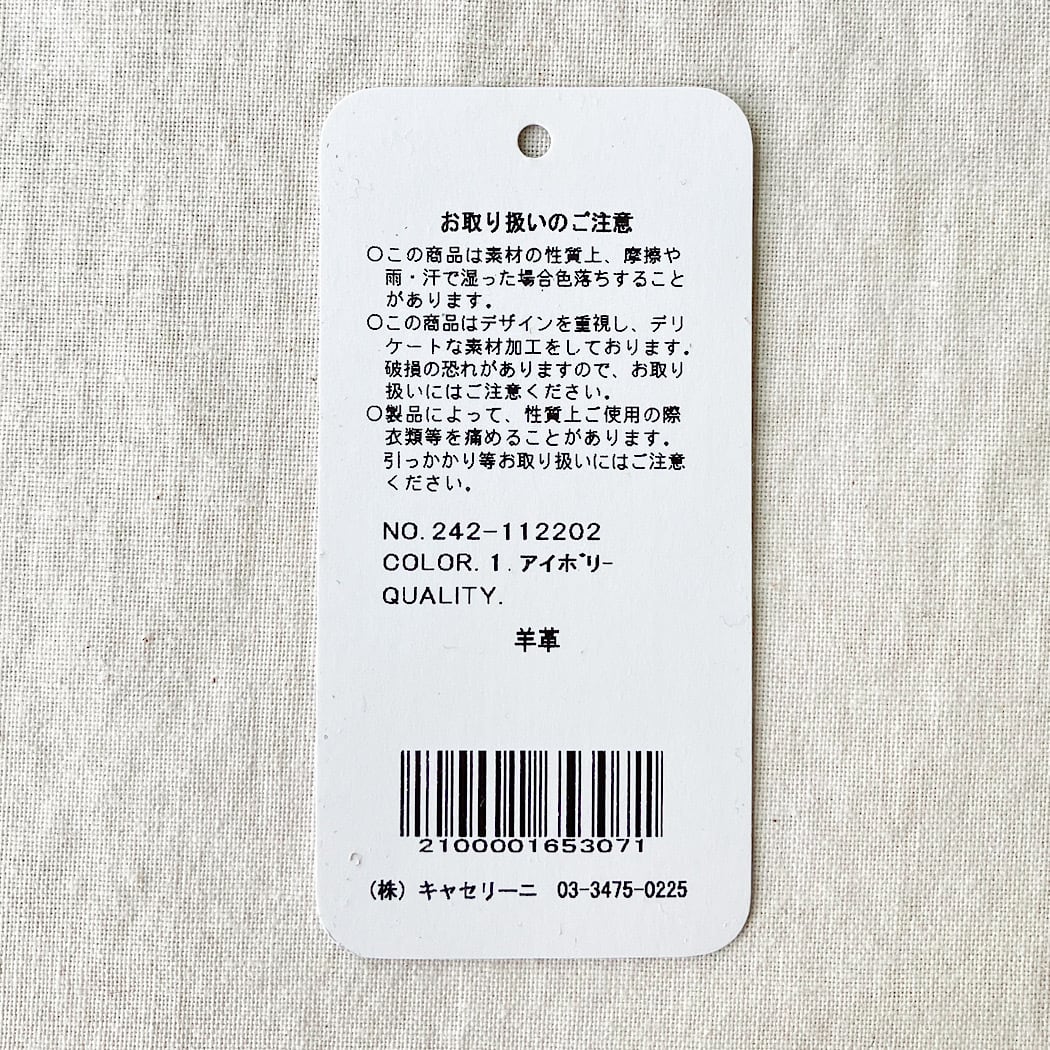 お取り扱いのご注意
○この商品は素材の性質上、摩擦や
雨・汗で湿った場合色落ちすること
があります。
○この商品はデザインを重視し、デリ
ケートな素材加工をしております。
破損の恐れがありますので、お取り
扱いにはご注意ください。
○製品によって、性質上ご使用の際
衣類等を痛めることがあります。
引っかかり等お取り扱いにはご注意
ください。
NO. 242-112202
COLOR. 1. ｱｲﾎﾞﾘｰ
QUALITY.
羊革
2100001653071
（株）キャセリーニ 03-3475-0225